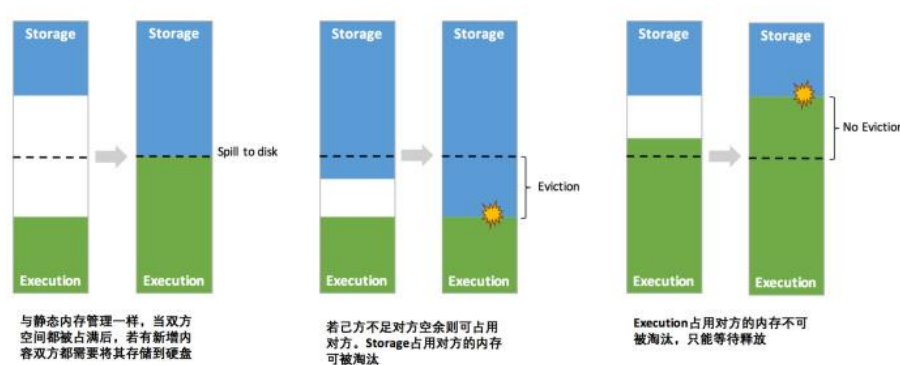 Storage
Storage
Spill to disk
Execution
Execution
与静态内存管理一样，当双方
空间都被占满后，若有新增内
容双方都需要将其存储到硬盘
Storage
Storage
Eviction
Execution
Execution
若己方不足对方空余则可占用
对方。Storage占用对方的内存
可被淘汰
Storage
Storage
No Eviction
Execution
Execution
Execution占用对方的内存不可
被淘汰，只能等待释放